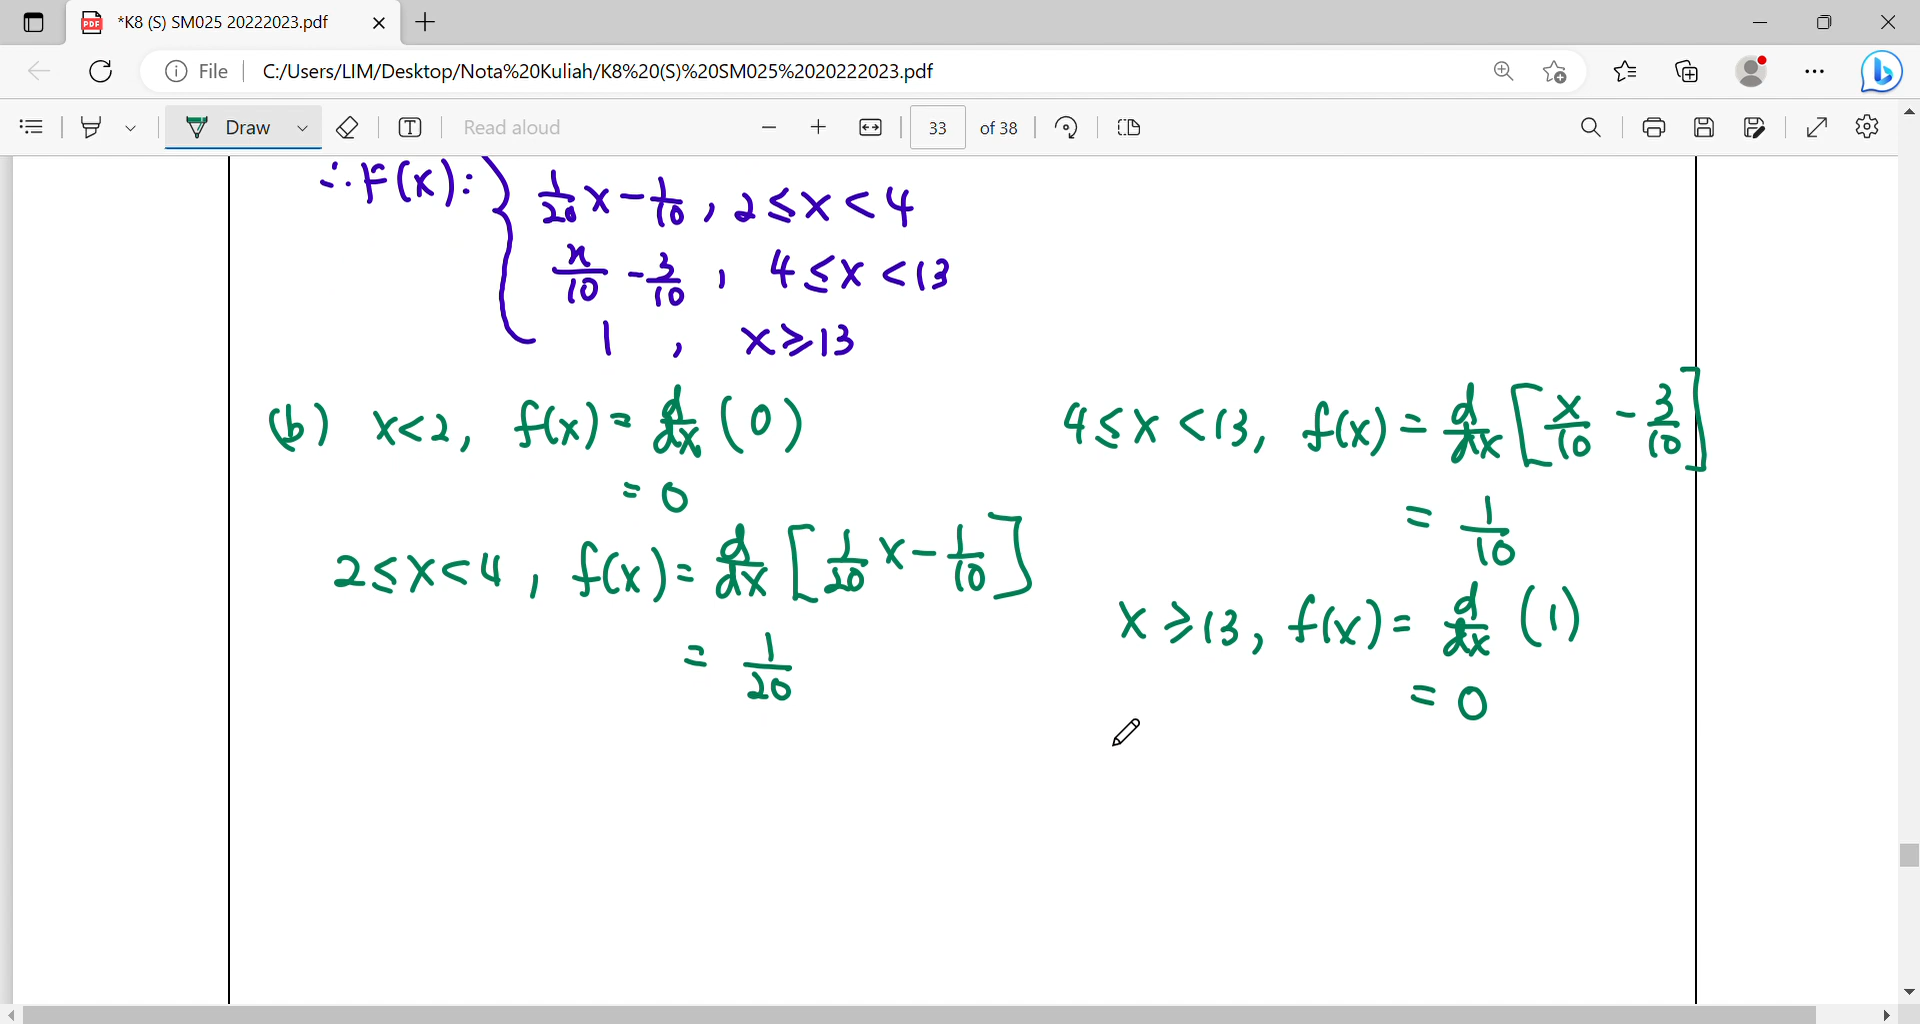 *K8 (S) SM025 20222023.pdf
File | C:/Users/LIM/Desktop/Nota%20Kuliah/K8%20(S)%20SM025%2020222023.pdf
Draw Read aloud 33 of 38
∴ F(x): { 1/20 x - 1/10 , 2 ≤ x < 4
x/10 - 3/10 , 4 ≤ x < 13
1 , x ≥ 13
(b) x<2, f(x) = d/dx (0)
= 0
2 ≤ x < 4 , f(x) = d/dx [1/20 x - 1/10]
= 1/20
4 ≤ x < 13, f(x) = d/dx [x/10 - 3/10]
= 1/10
x ≥ 13, f(x) = d/dx (1)
= 0